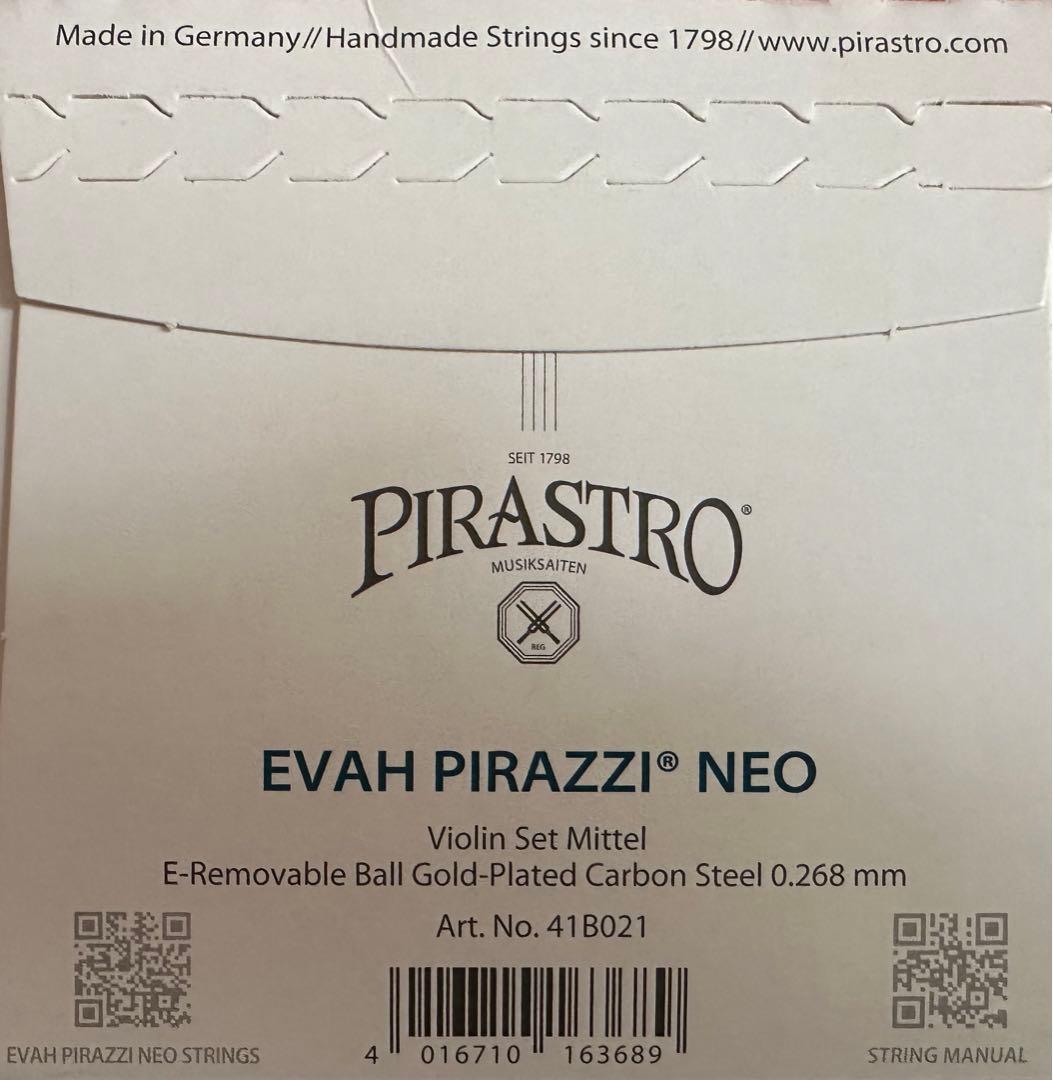 Made in Germany//Handmade Strings since 1798//www.pirastro.com
SEIT 1798
PIRASTRO®
MUSIKSAITEN
REG
EVAH PIRAZZI® NEO
Violin Set Mittel
E-Removable Ball Gold-Plated Carbon Steel 0.268 mm
Art. No. 41B021
4 016710 163689
EVAH PIRAZZI NEO STRINGS
STRING MANUAL